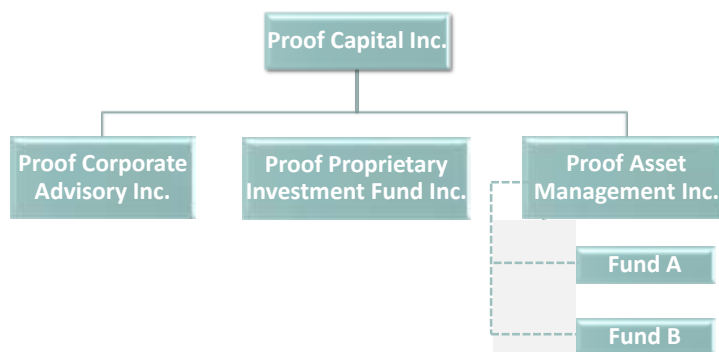 Proof Capital Inc.
Proof Corporate
Advisory Inc.
Proof Proprietary
Investment Fund Inc.
Proof Asset
Management Inc.
Fund A
Fund B